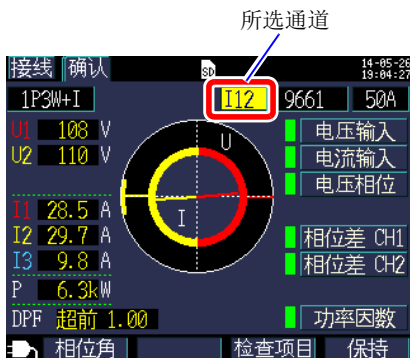 所选通道
接线 确认 SD 14-05-26
19:04:27
1P3W+I I12 9661 50A
U1 108 V U 电压输入
U2 110 V 电流输入
电压相位
I1 28.5 A
I2 29.7 A I 相位差 CH1
I3 9.8 A 相位差 CH2
P 6.3kW
DPF 超前 1.00 功率因数
相位角 检查项目 保持